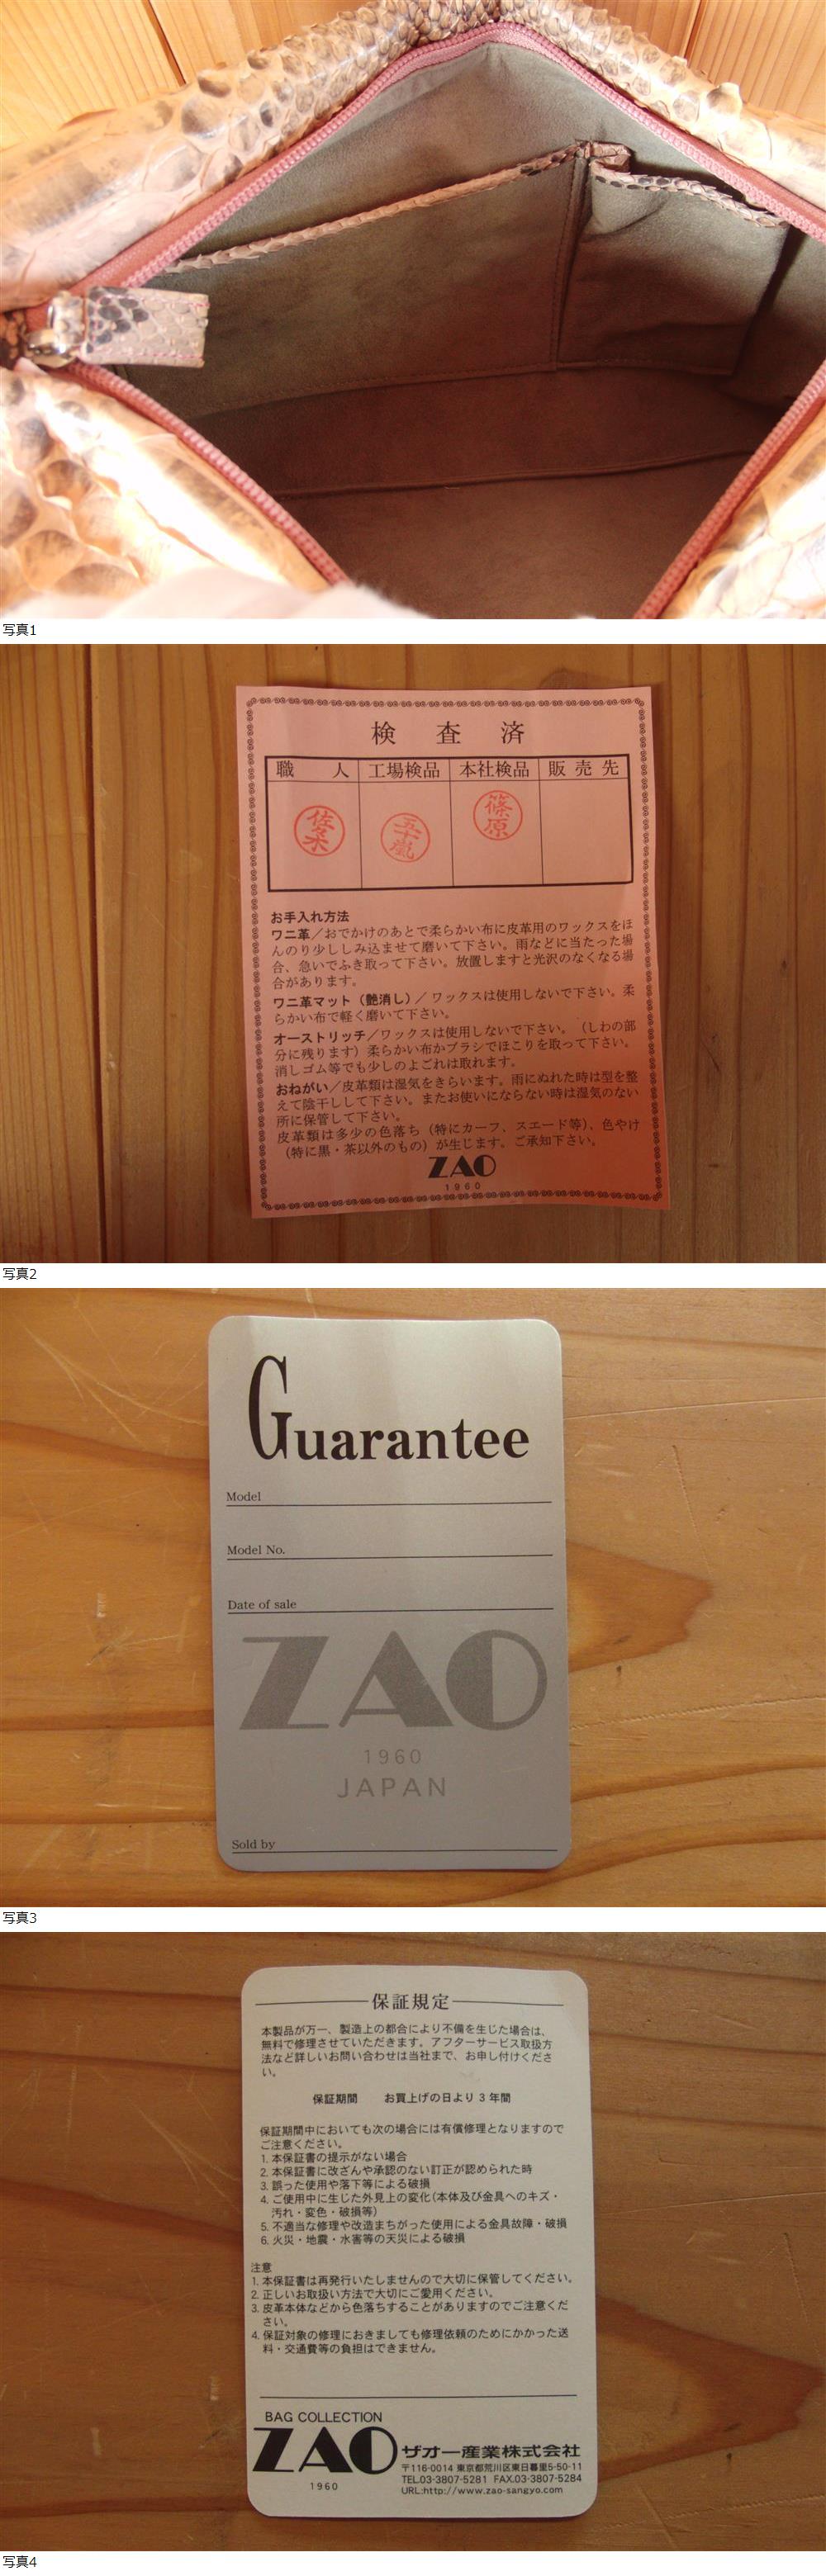 写真1
検 査 済
職 人 工場検品 本社検品 販売先
佐々木 五十嵐 篠原
お手入れ方法
ワニ革／おでかけのあとで柔らかい布に皮革用のワックスをほ
んのり少ししみ込ませて磨いて下さい。雨などに当たった場
合、急いでふき取って下さい。放置しますと光沢のなくなる場
合があります。
ワニ革マット（艶消し）／ワックスは使用しないで下さい。柔
らかい布で軽く磨いて下さい。
オーストリッチ／ワックスは使用しないで下さい。（しわの部
分に残ります）柔らかい布かブラシでほこりを取って下さい。
消しゴム等でも少しのよごれは取れます。
おねがい／皮革類は湿気をきらいます。雨にぬれた時は型を整
えて陰干しして下さい。またお使いにならない時は湿気のない
所に保管して下さい。
皮革類は多少の色落ち（特にカーフ、スエード等）、色やけ
（特に黒・茶以外のもの）が生じます。ご承知下さい。
ZAO
1960
写真2
Guarantee
Model
Model No.
Date of sale
ZAO
1960
JAPAN
Sold by
写真3
保証規定
本製品が万一、製造上の都合により不備を生じた場合は、
無料で修理させていただきます。アフターサービス取扱方
法など詳しいお問い合わせは当社まで、お申し付けくださ
い。
保証期間 お買上げの日より3年間
保証期間中においても次の場合には有償修理となりますので
ご注意ください。
1. 本保証書の提示がない場合
2. 本保証書に改ざんや承認のない訂正が認められた時
3. 誤った使用や落下等による破損
4. ご使用中に生じた外見上の変化(本体及び金具へのキズ・
汚れ・変色・破損等)
5. 不適当な修理や改造まちがった使用による金具故障・破損
6. 火災・地震・水害等の天災による破損
注意
1. 本保証書は再発行いたしませんので大切に保管してください。
2. 正しいお取扱い方法で大切にご愛用ください。
3. 皮革本体などから色落ちすることがありますのでご注意くだ
さい。
4. 保証対象の修理におきましても修理依頼のためにかかった送
料・交通費等の負担はできません。
BAG COLLECTION
ZAO ザオー産業株式会社
1960
〒116-0014 東京都荒川区東日暮里5-50-11
TEL.03-3807-5281 FAX.03-3807-5284
URL:http://www.zao-sangyo.com
写真4